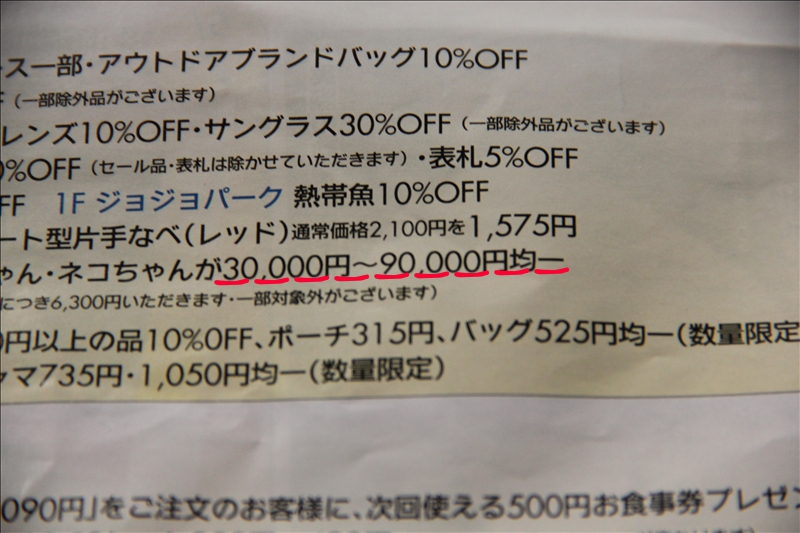 ス一部・アウトドアブランドバッグ10%OFF
F（一部除外品がございます）
レンズ10%OFF・サングラス30%OFF（一部除外品がございます）
0%OFF（セール品・表札は除かせていただきます）・表札5%OFF
FF 1F ジョジョパーク 熱帯魚10%OFF
ート型片手なべ（レッド）通常価格2,100円を1,575円
ゃん・ネコちゃんが30,000円～90,000円均一
につき6,300円いただきます・一部対象外がございます）
0円以上の品10%OFF、ポーチ315円、バッグ525円均一（数量限定
ャマ735円・1,050円均一（数量限定）
090円」をご注文のお客様に、次回使える500円お食事券プレゼン